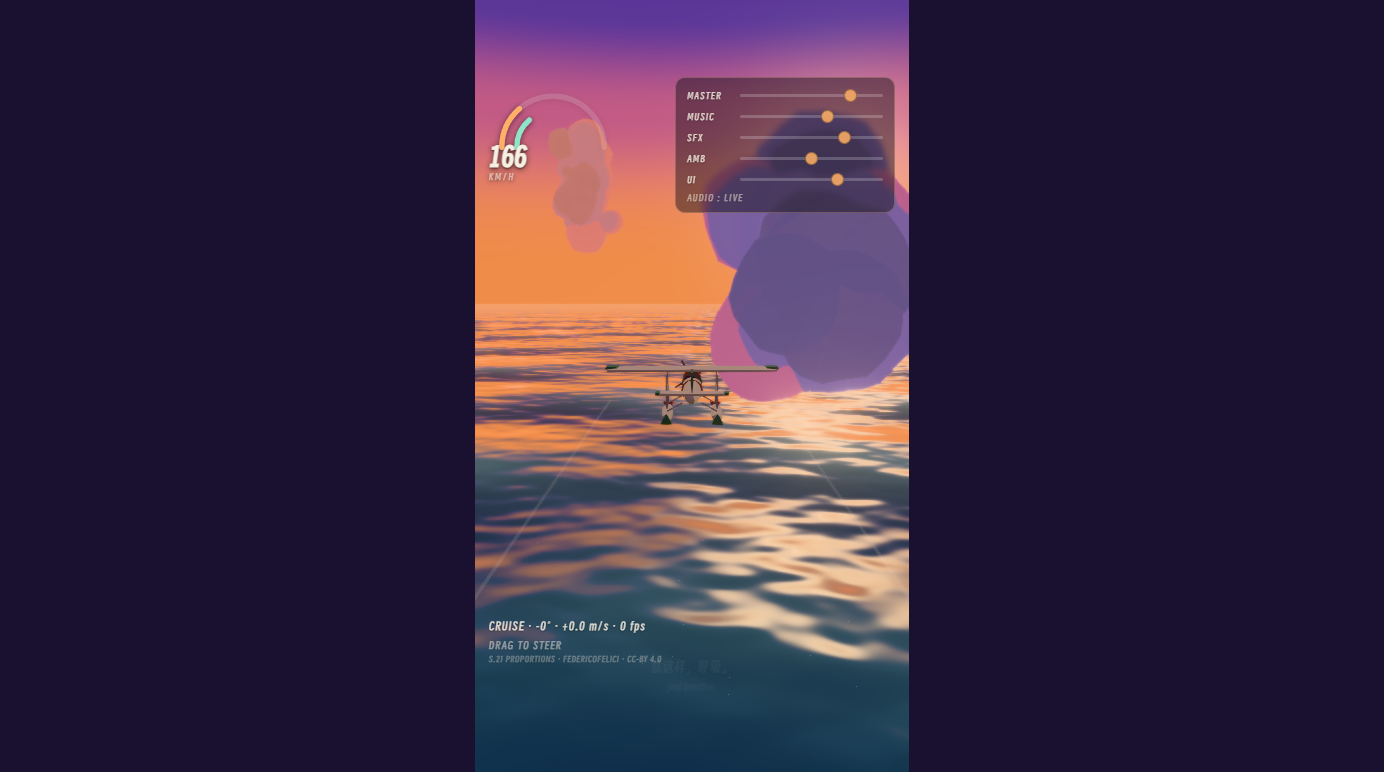 MASTER
MUSIC
SFX
AMB
UI
AUDIO : LIVE
166
KM/H
CRUISE · -0° · +0.0 m/s · 0 fps
DRAG TO STEER
S.21 PROPORTIONS · FEDERICOFELICI · CC-BY 4.0